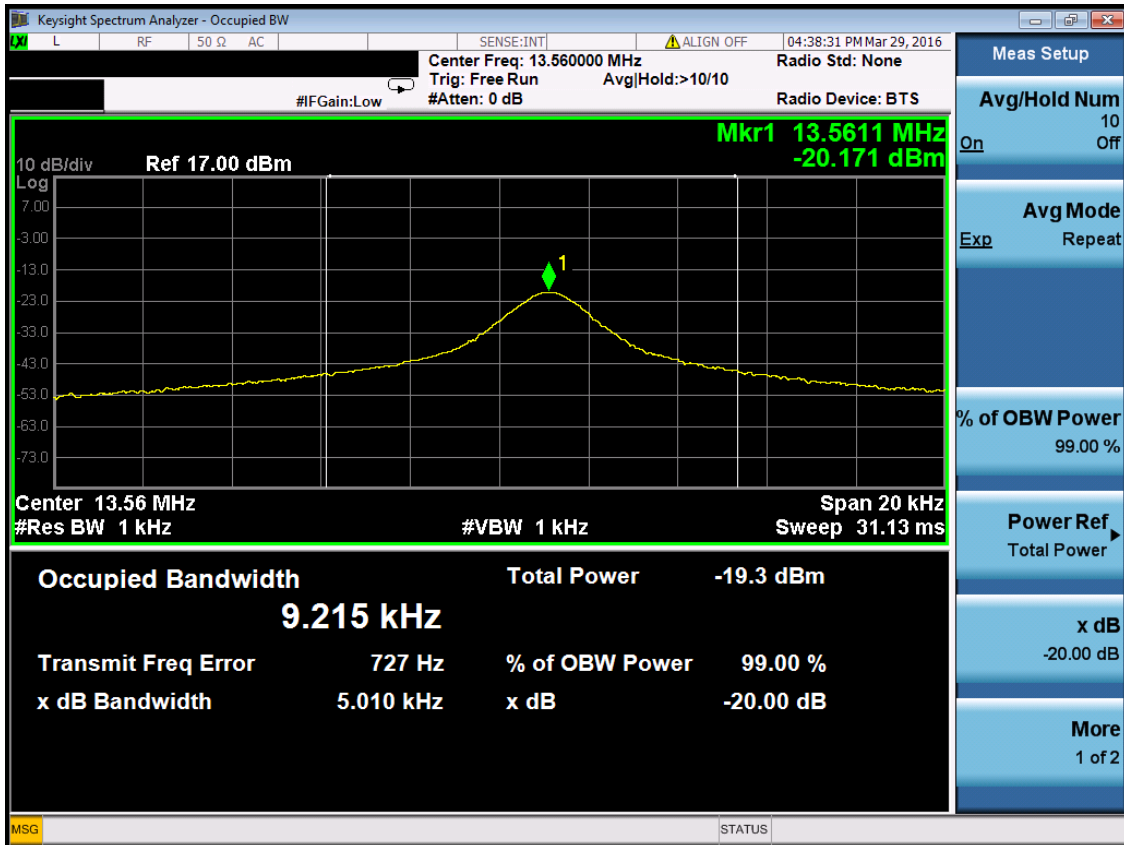 Keysight Spectrum Analyzer - Occupied BW
LXI L RF 50 Ω AC SENSE:INT ALIGN OFF 04:38:31 PM Mar 29, 2016
Center Freq: 13.560000 MHz Radio Std: None
Trig: Free Run Avg|Hold:>10/10
#IFGain:Low #Atten: 0 dB Radio Device: BTS
Mkr1 13.5611 MHz
-20.171 dBm
10 dB/div Ref 17.00 dBm
Log
7.00
-3.00
1
-13.0
-23.0
-33.0
-43.0
-53.0
-63.0
-73.0
Center 13.56 MHz Span 20 kHz
#Res BW 1 kHz #VBW 1 kHz Sweep 31.13 ms
Occupied Bandwidth Total Power -19.3 dBm
9.215 kHz
Transmit Freq Error 727 Hz % of OBW Power 99.00 %
x dB Bandwidth 5.010 kHz x dB -20.00 dB
Meas Setup
Avg/Hold Num
10
On Off
Avg Mode
Exp Repeat
% of OBW Power
99.00 %
Power Ref
Total Power
x dB
-20.00 dB
More
1 of 2
MSG STATUS